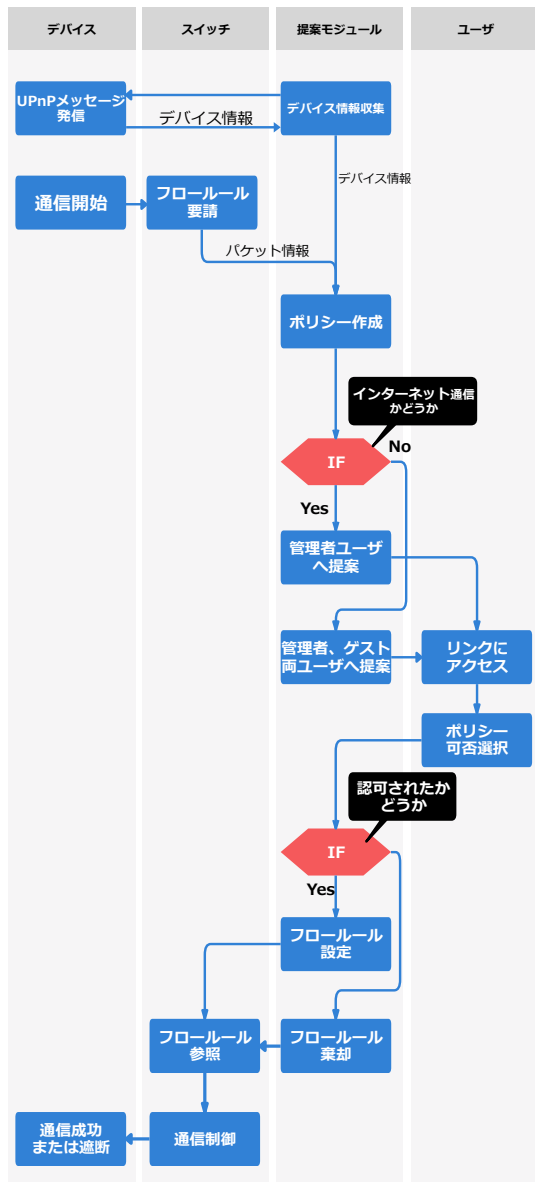 デバイス
スイッチ
提案モジュール
ユーザ
UPnPメッセージ
発信
デバイス情報収集
デバイス情報
デバイス情報
通信開始
フロールール
要請
パケット情報
ポリシー作成
インターネット通信
かどうか
IF
No
Yes
管理者ユーザ
へ提案
管理者、ゲスト
両ユーザへ提案
リンクに
アクセス
ポリシー
可否選択
認可されたか
どうか
IF
Yes
フロールール
設定
フロールール
参照
フロールール
棄却
通信成功
または遮断
通信制御